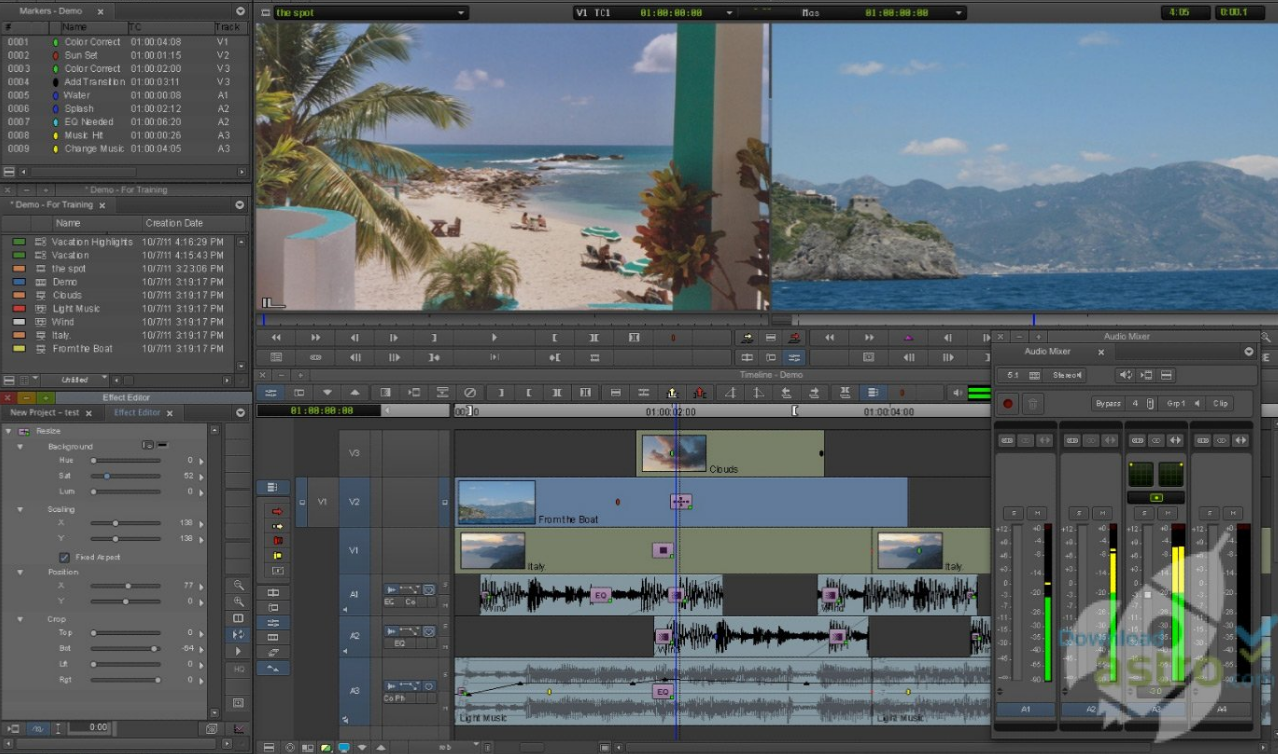 Markers - Demo
# Name TC Track
0001 Color Correct 01:00:04:08 V1
0002 Sun Set 01:00:01:15 V2
0003 Color Correct 01:00:02:00 V3
0004 Add Transition 01:00:03:11 V3
0005 Water 01:00:00:08 A1
0006 Splash 01:00:02:12 A2
0007 EQ Needed 01:00:06:20 A2
0008 Music Hit 01:00:00:26 A3
0009 Change Music 01:00:04:05 A3
* Demo - For Training
* Demo - For Training
Name Creation Date
Vacation Highlights 10/7/11 4:16:29 PM
Vacation 10/7/11 4:15:43 PM
the spot 10/7/11 3:23:06 PM
Demo 10/7/11 3:19:17 PM
Clouds 10/7/11 3:19:17 PM
Light Music 10/7/11 3:19:17 PM
Wind 10/7/11 3:19:17 PM
Italy. 10/7/11 3:19:17 PM
From the Boat 10/7/11 3:19:17 PM
Untitled
Effect Editor
New Project - test Effect Editor
Resize
Background
Hue 0
Sat 52
Lum 0
Scaling
X 138
Y 138
Fixed Aspect
Position
X 77
Y 0
Crop
Top 0
Bot -64
Lft 0
Rgt 0
HQ
0:00
the spot
V1 TC1 01:00:00:00
Mas 01:00:00:00
4:05 0:00.1
Timeline - Demo
01:00:00:00
01:00:02:00
01:00:04:00
V3
Clouds
V1 V2
From the Boat
V1
Italy
Italy
A1
EQ
EQ
Wind
Wind
A2
EQ
A3
EQ
Light Music
Light Music
Audio Mixer
Audio Mixer
5.1 Stereo
Bypass 4 Grp1 Clip
S M S M S M S M
A1 A2 A3 A4
Download
astro.com